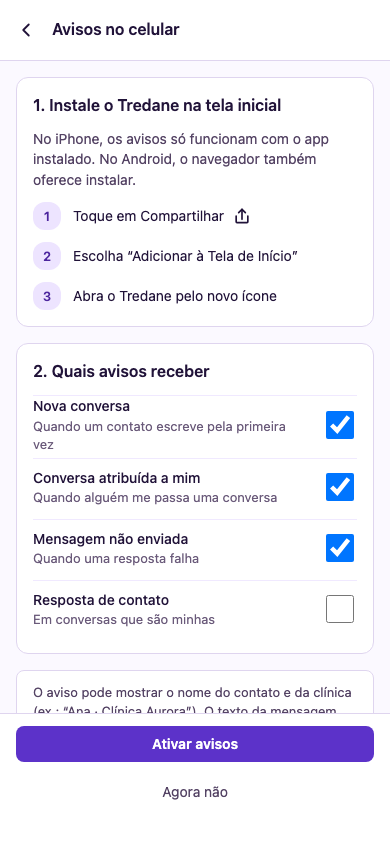 Avisos no celular
1. Instale o Tredane na tela inicial
No iPhone, os avisos só funcionam com o app
instalado. No Android, o navegador também
oferece instalar.
1 Toque em Compartilhar
2 Escolha “Adicionar à Tela de Início”
3 Abra o Tredane pelo novo ícone
2. Quais avisos receber
Nova conversa
Quando um contato escreve pela primeira
vez
Conversa atribuída a mim
Quando alguém me passa uma conversa
Mensagem não enviada
Quando uma resposta falha
Resposta de contato
Em conversas que são minhas
O aviso pode mostrar o nome do contato e da clínica
(ex.: “Ana · Clínica Aurora”). O texto da mensagem
Ativar avisos
Agora não